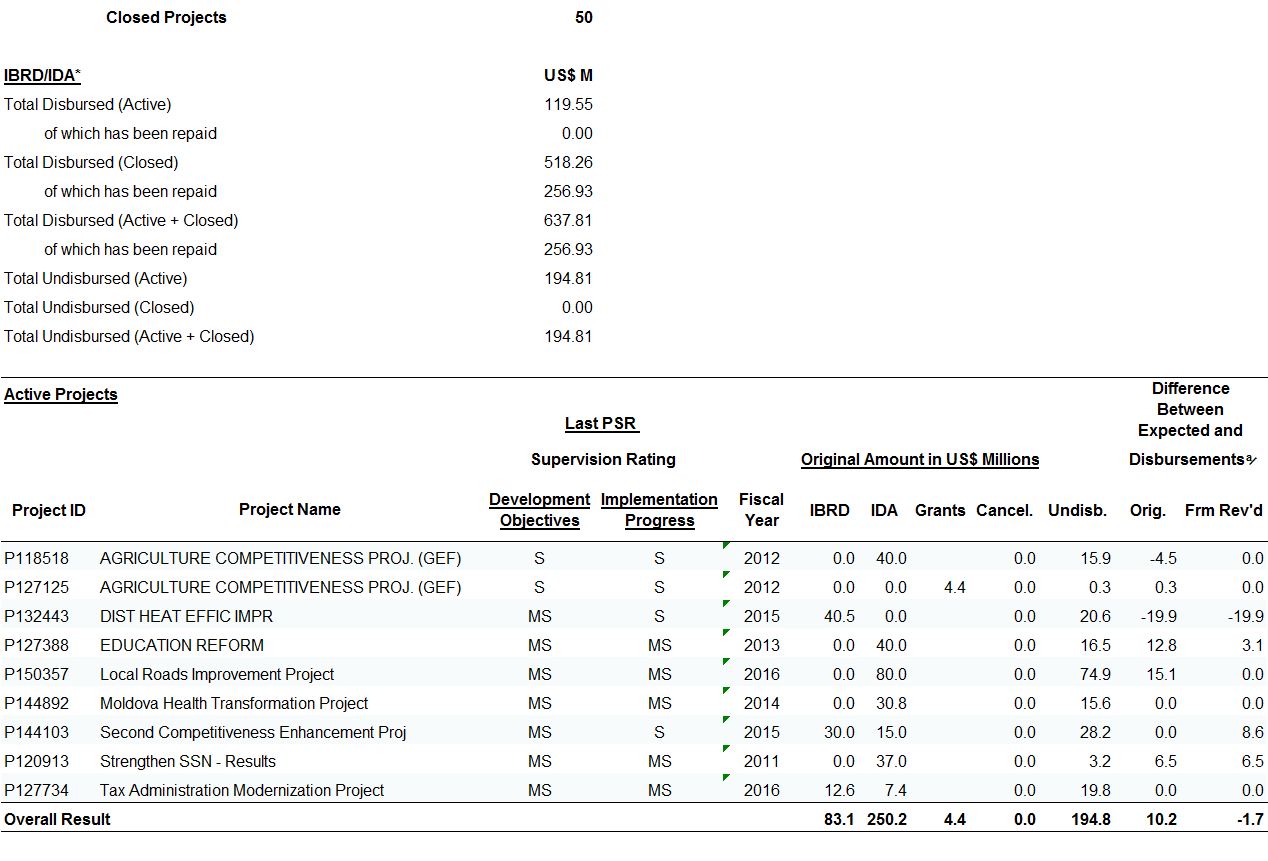 Closed Projects 50
IBRD/IDA* US$ M
Total Disbursed (Active) 119.55
of which has been repaid 0.00
Total Disbursed (Closed) 518.26
of which has been repaid 256.93
Total Disbursed (Active + Closed) 637.81
of which has been repaid 256.93
Total Undisbursed (Active) 194.81
Total Undisbursed (Closed) 0.00
Total Undisbursed (Active + Closed) 194.81
Active Projects
Difference
Between
Last PSR
Expected and
Supervision Rating Original Amount in US$ Millions Disbursements a/
Project ID Project Name Development Objectives Implementation Progress Fiscal Year IBRD IDA Grants Cancel. Undisb. Orig. Frm Rev'd
P118518 AGRICULTURE COMPETITIVENESS PROJ. (GEF) S S 2012 0.0 40.0 0.0 15.9 -4.5 0.0
P127125 AGRICULTURE COMPETITIVENESS PROJ. (GEF) S S 2012 0.0 0.0 4.4 0.0 0.3 0.3 0.0
P132443 DIST HEAT EFFIC IMPR MS S 2015 40.5 0.0 0.0 20.6 -19.9 -19.9
P127388 EDUCATION REFORM MS MS 2013 0.0 40.0 0.0 16.5 12.8 3.1
P150357 Local Roads Improvement Project MS MS 2016 0.0 80.0 0.0 74.9 15.1 0.0
P144892 Moldova Health Transformation Project MS MS 2014 0.0 30.8 0.0 15.6 0.0 0.0
P144103 Second Competitiveness Enhancement Proj MS S 2015 30.0 15.0 0.0 28.2 0.0 8.6
P120913 Strengthen SSN - Results MS MS 2011 0.0 37.0 0.0 3.2 6.5 6.5
P127734 Tax Administration Modernization Project MS MS 2016 12.6 7.4 0.0 19.8 0.0 0.0
Overall Result 83.1 250.2 4.4 0.0 194.8 10.2 -1.7